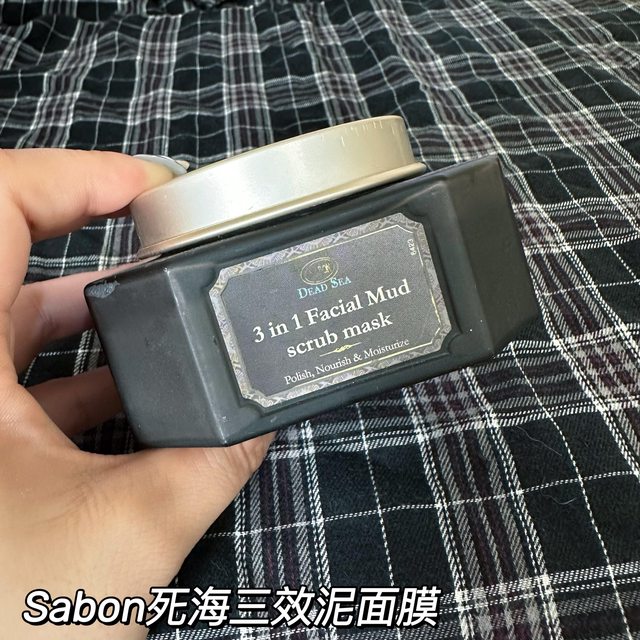 DEAD SEA
3 in 1 Facial Mud
scrub mask
Polish, Nourish & Moisturize
Sabon死海三效泥面膜